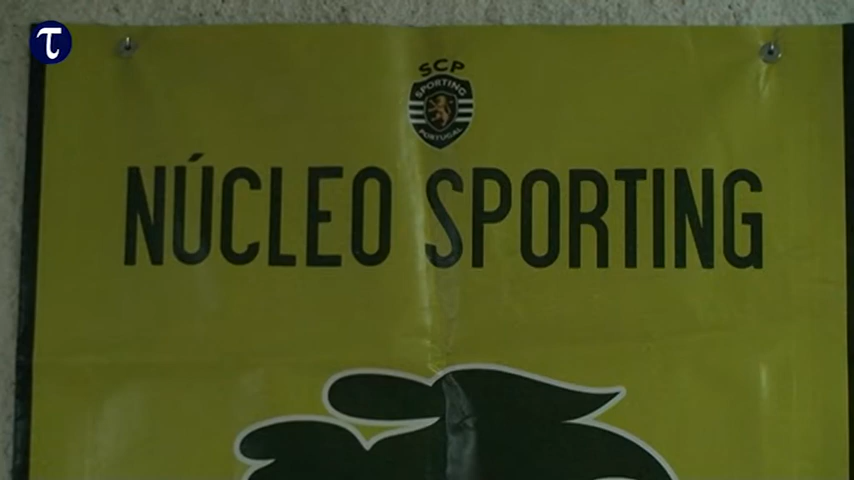 τ
SCP
SPORTING
PORTUGAL
NÚCLEO SPORTING